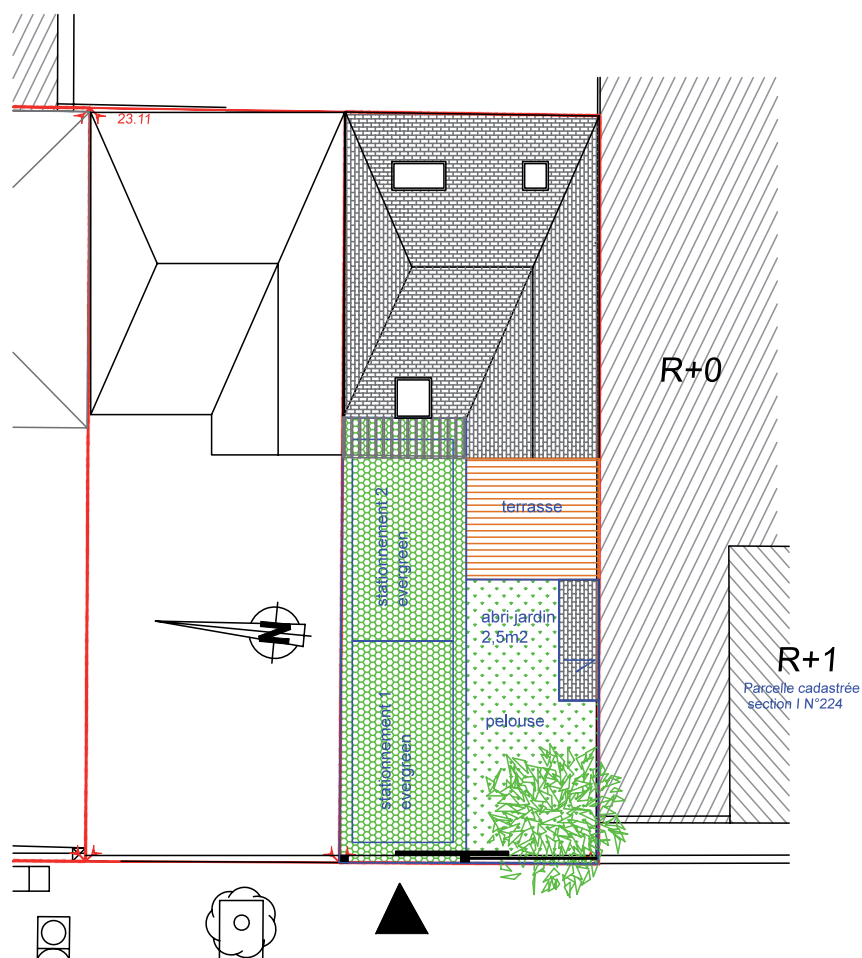 23.11
R+0
stationnement 2
evergreen
terrasse
N
abri jardin
2,5m2
R+1
Parcelle cadastrée
section I N°224
pelouse
stationnement 1
evergreen